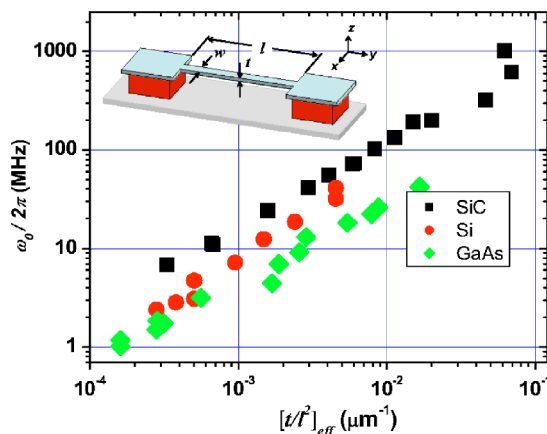 1000
100
10
1
ω₀ / 2π (MHz)
w
l
t
z
y
x
SiC
Si
GaAs
10⁻⁴
10⁻³
10⁻²
10⁻¹
[t/l²]eff (μm⁻¹)